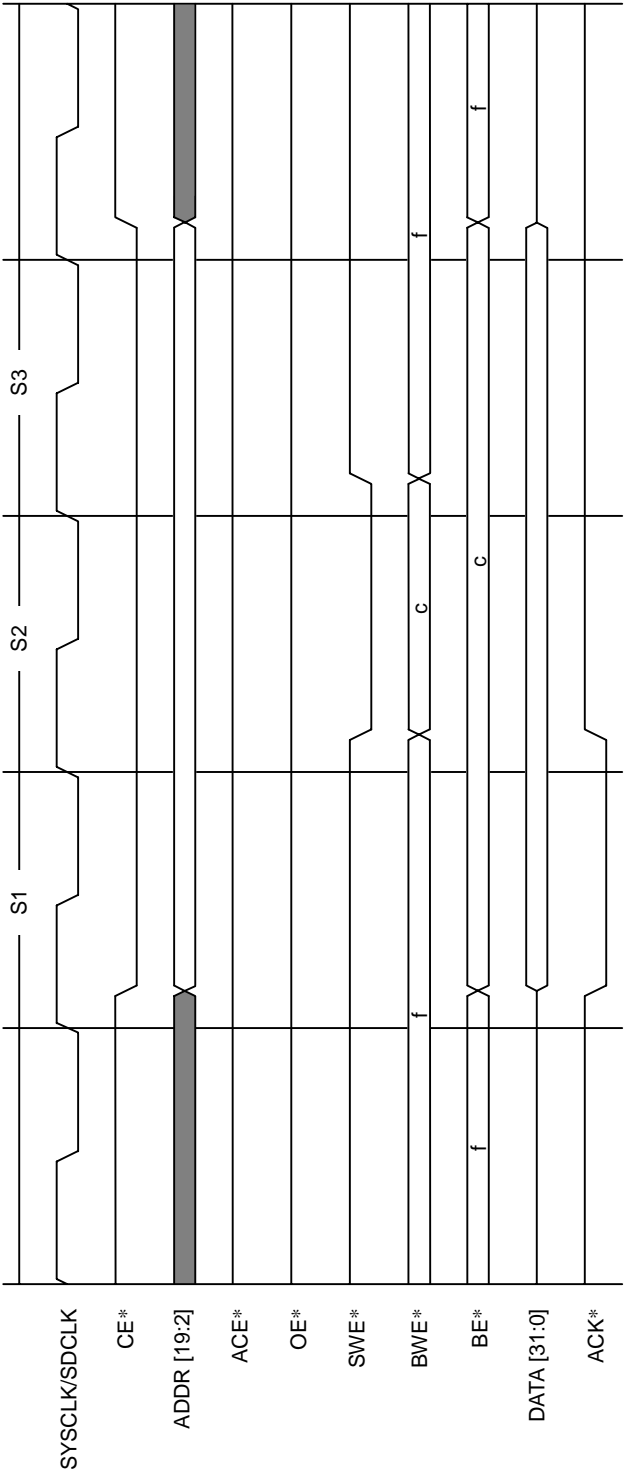 S1 S2 S3
SYSCLK/SDCLK
CE*
ADDR [19:2]
ACE*
OE*
SWE*
BWE* f c f
BE* f c f
DATA [31:0]
ACK*